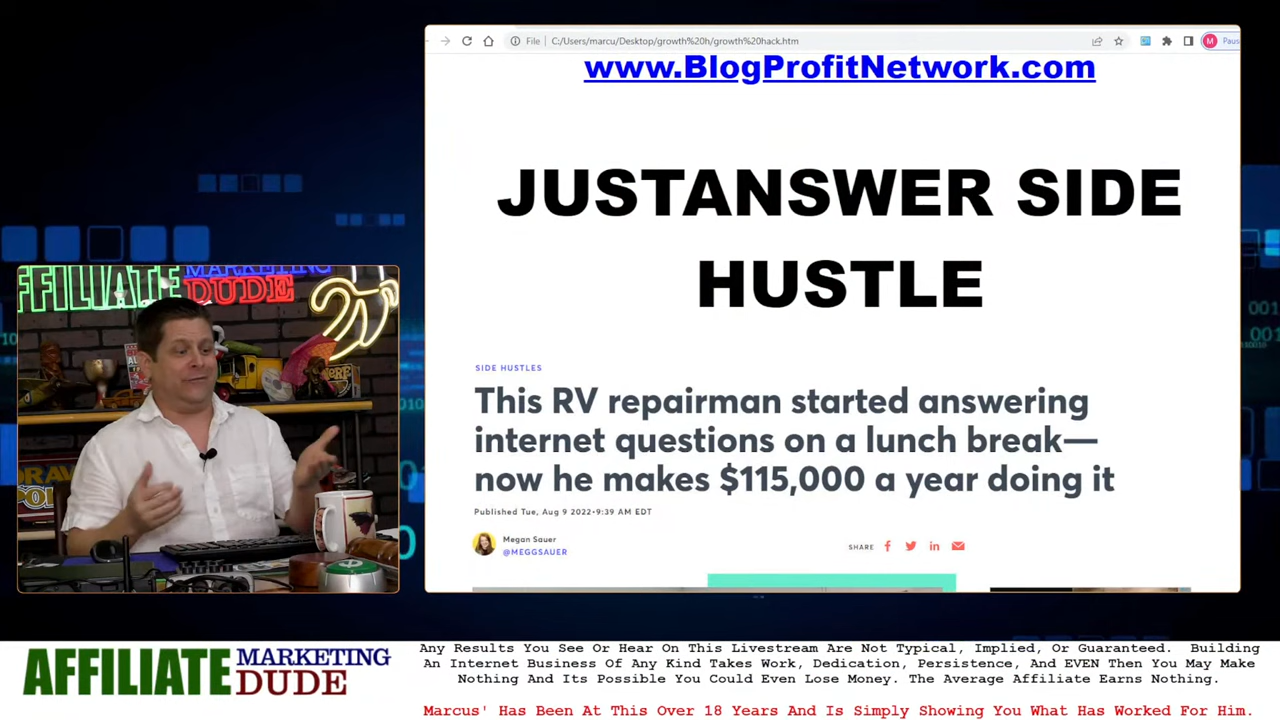 File C:/Users/marcu/Desktop/growth%20h/growth%20hack.htm
M Paus
www.BlogProfitNetwork.com
JUSTANSWER SIDE
HUSTLE
SIDE HUSTLES
This RV repairman started answering
internet questions on a lunch break—
now he makes $115,000 a year doing it
Published Tue, Aug 9 2022•9:39 AM EDT
Megan Sauer
@MEGGSAUER
SHARE
AFFILIATE
MARKETING
DUDE
AFFILIATE
MARKETING
DUDE
Any Results You See or Hear On This Livestream Are Not Typical, Implied, Or Guaranteed. Building
An Internet Business Of Any Kind Takes Work, Dedication, Persistence, And EVEN Then You May Make
Nothing And Its Possible You Could Even Lose Money. The Average Affiliate Earns Nothing.
Marcus' Has Been At This Over 18 Years And Is Simply Showing You What Has Worked For Him.